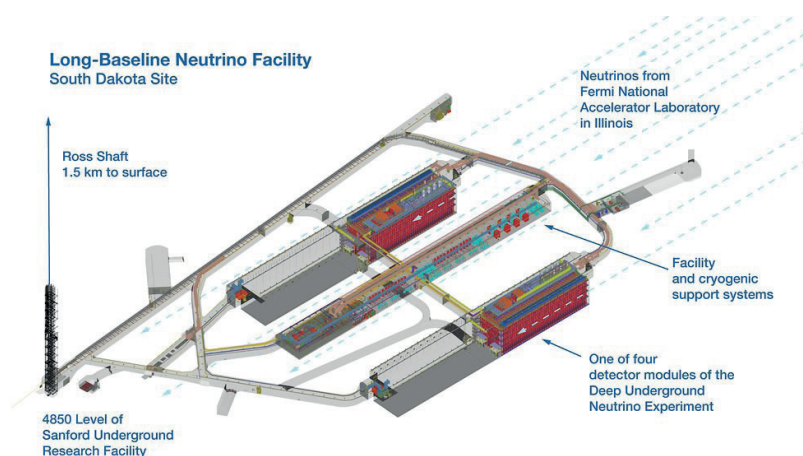 Long-Baseline Neutrino Facility
South Dakota Site
Neutrinos from
Fermi National
Accelerator Laboratory
in Illinois
Ross Shaft
1.5 km to surface
Facility
and cryogenic
support systems
One of four
detector modules of the
Deep Underground
Neutrino Experiment
4850 Level of
Sanford Underground
Research Facility